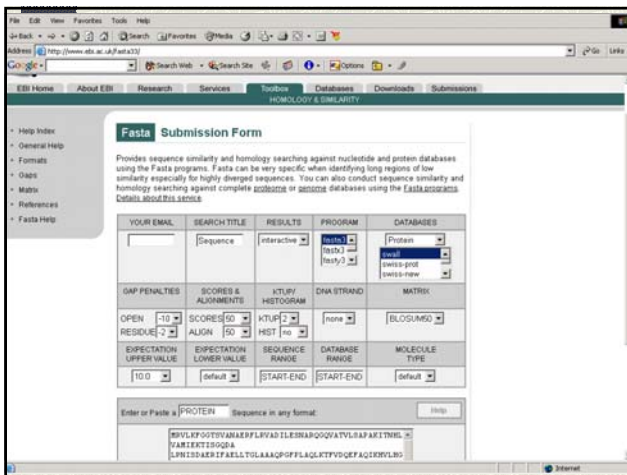 File Edit View Favorites Tools Help
Back Search Favorites Media
Address http://www.ebi.ac.uk/fasta33/ Go Links
Google Search Web Search Site Options
EBI Home About EBI Research Services Toolbox Databases Downloads Submissions
HOMOLOGY & SIMILARITY
Help Index
General Help
Formats
Gaps
Matrix
References
Fasta Help
Fasta Submission Form
Provides sequence similarity and homology searching against nucleotide and protein databases
using the Fasta programs. Fasta can be very specific when identifying long regions of low
similarity especially for highly diverged sequences. You can also conduct sequence similarity and
homology searching against complete proteome or genome databases using the Fasta programs.
Details about this service.
YOUR EMAIL SEARCH TITLE RESULTS PROGRAM DATABASES
Sequence interactive fasta3 fastx3 fasty3 Protein swall swiss-prot swiss-new
GAP PENALTIES SCORES & ALIGNMENTS KTUP/ HISTOGRAM DNA STRAND MATRIX
OPEN -10 SCORES 50 KTUP 2 none BLOSUM50
RESIDUE -2 ALIGN 50 HIST no
EXPECTATION UPPER VALUE EXPECTATION LOWER VALUE SEQUENCE RANGE DATABASE RANGE MOLECULE TYPE
10.0 default START-END START-END default
Enter or Paste a PROTEIN Sequence in any format: Help
VAMIEKTISGQDA
Internet